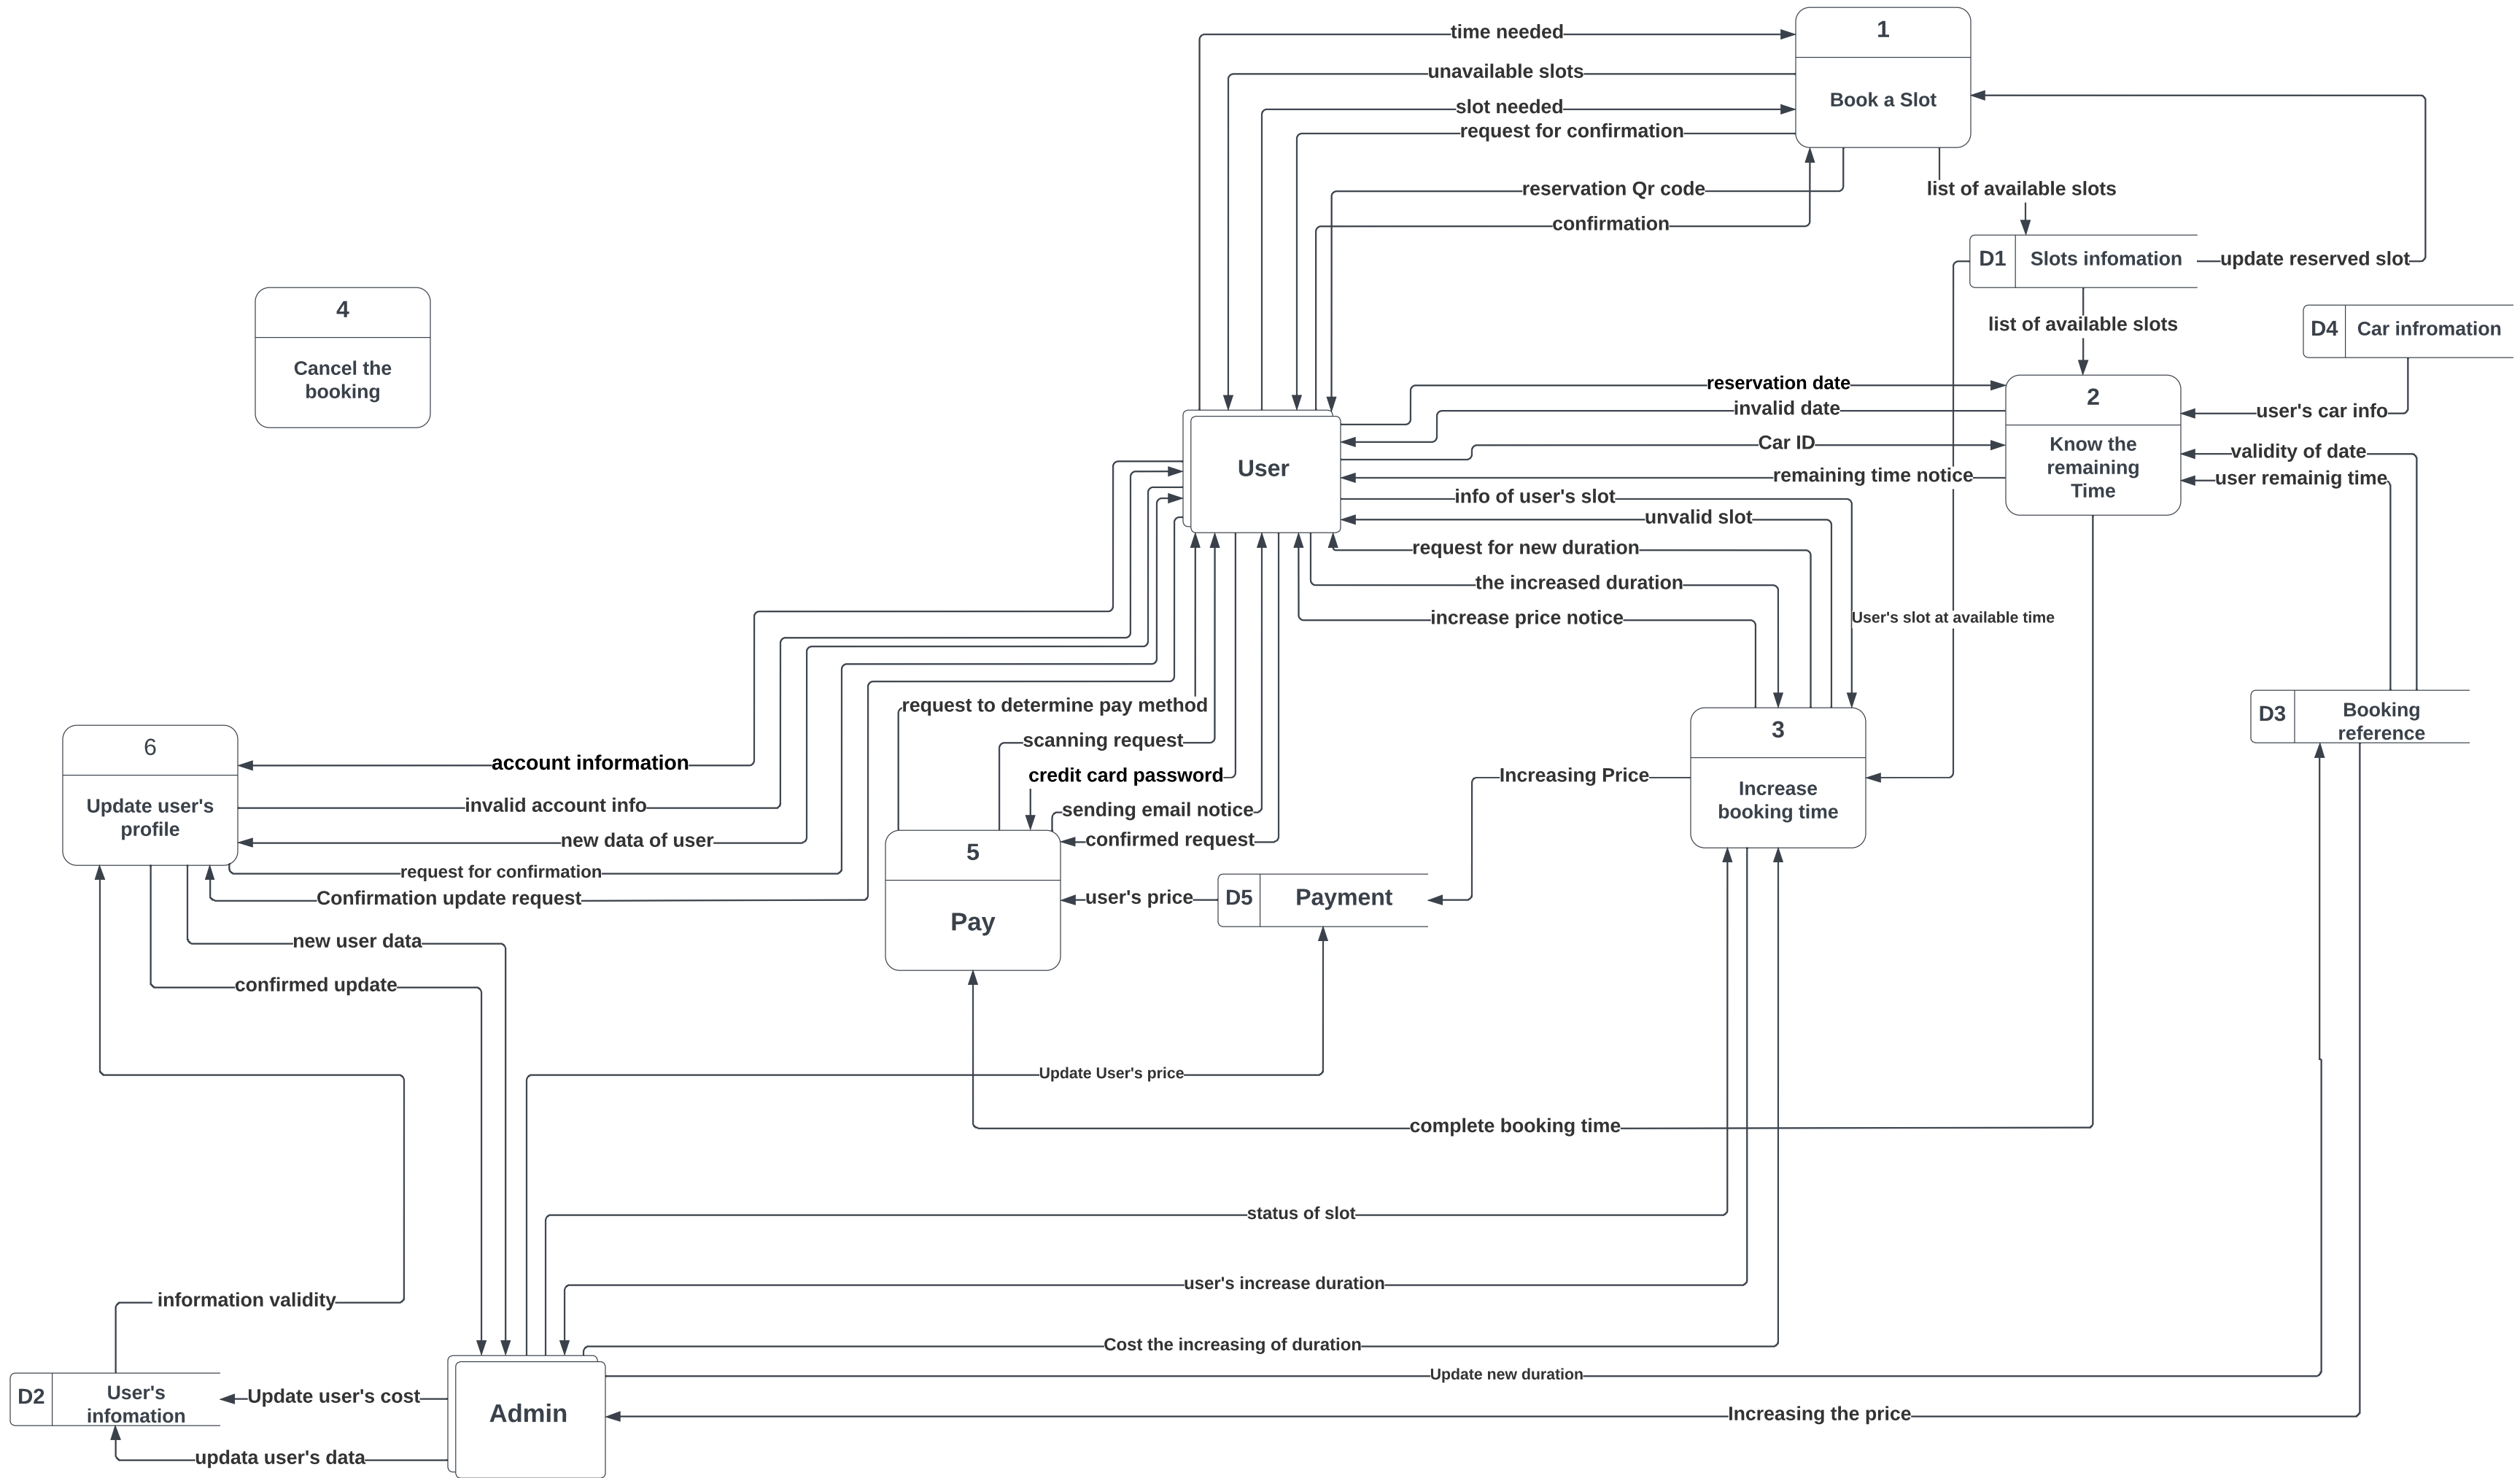 time needed
1
unavailable slots
Book a Slot
slot needed
request for confirmation
reservation Qr code
list of available slots
confirmation
D1
Slots infomation
update reserved slot
4
Cancel the
booking
list of available slots
D4
Car infromation
reservation date
invalid date
2
user's car info
Car ID
Know the
remaining
Time
validity of date
User
remaining time notice
user remainig time
info of user's slot
unvalid slot
request for new duration
the increased duration
increase price notice
User's slot at available time
request to determine pay method
scanning request
credit card password
sending email notice
confirmed request
D3
Booking
reference
3
Increase
booking time
Increasing Price
6
Update user's
profile
account information
invalid account info
new data of user
request for confirmation
Confirmation update request
5
Pay
user's price
D5
Payment
new user data
confirmed update
Update User's price
complete booking time
status of slot
user's increase duration
information validity
Cost the increasing of duration
Update new duration
D2
User's
infomation
Update user's cost
Admin
Increasing the price
updata user's data